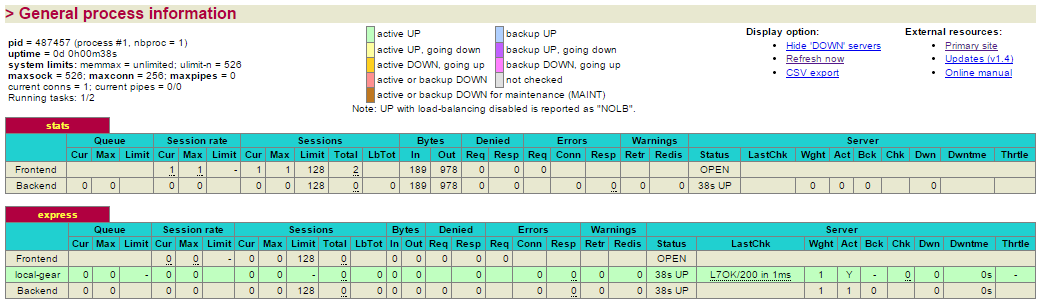 > General process information
pid = 487457 (process #1, nbproc = 1)
uptime = 0d 0h00m38s
system limits: memmax = unlimited; ulimit-n = 526
maxsock = 526; maxconn = 256; maxpipes = 0
current conns = 1; current pipes = 0/0
Running tasks: 1/2
active UP backup UP
active UP, going down backup UP, going down
active DOWN, going up backup DOWN, going up
active or backup DOWN not checked
active or backup DOWN for maintenance (MAINT)
Note: UP with load-balancing disabled is reported as "NOLB".
Display option:
• Hide 'DOWN' servers
• Refresh now
• CSV export
External resources:
• Primary site
• Updates (v1.4)
• Online manual
stats
Queue Session rate Sessions Bytes Denied Errors Warnings Server
Cur Max Limit Cur Max Limit Cur Max Limit Total LbTot In Out Req Resp Req Conn Resp Retr Redis Status LastChk Wght Act Bck Chk Dwn Dwntme Thrtle
Frontend 1 1 - 1 1 128 2 189 978 0 0 0 OPEN
Backend 0 0 0 0 0 0 128 0 0 189 978 0 0 0 0 0 0 38s UP 0 0 0 0
express
Queue Session rate Sessions Bytes Denied Errors Warnings Server
Cur Max Limit Cur Max Limit Cur Max Limit Total LbTot In Out Req Resp Req Conn Resp Retr Redis Status LastChk Wght Act Bck Chk Dwn Dwntme Thrtle
Frontend 0 0 - 0 0 128 0 0 0 0 0 0 OPEN
local-gear 0 0 - 0 0 0 0 - 0 0 0 0 0 0 0 0 0 38s UP L7OK/200 in 1ms 1 Y - 0 0 0s -
Backend 0 0 0 0 0 0 128 0 0 0 0 0 0 0 0 0 0 38s UP 1 1 0 0 0s